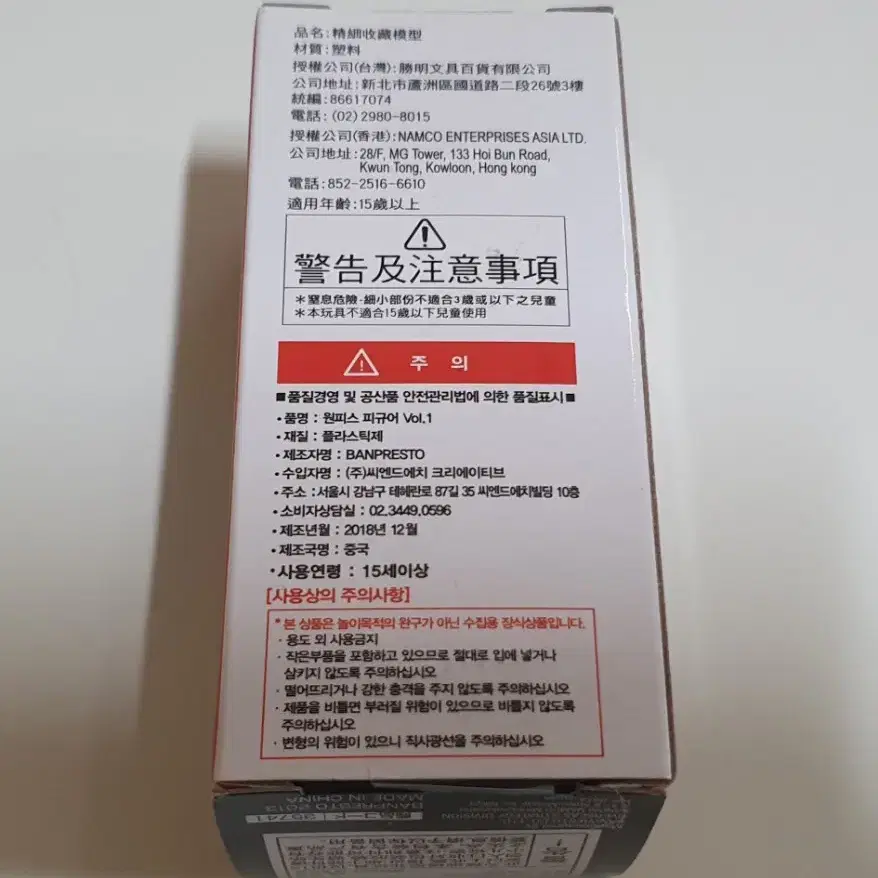 品名:精細收藏模型
材質:塑料
授權公司(台灣):勝明文具百貨有限公司
公司地址:新北市蘆洲區國道路二段26號3樓
統編:86617074
電話:(02)2980-8015
授權公司(香港):NAMCO ENTERPRISES ASIA LTD.
公司地址:28/F, MG Tower, 133 Hoi Bun Road,
Kwun Tong, Kowloon, Hong kong
電話:852-2516-6610
適用年齡:15歲以上
警告及注意事項
＊窒息危險-細小部份不適合3歲或以下之兒童
＊本玩具不適合15歲以下兒童使用
주 의
■품질경영 및 공산품 안전관리법에 의한 품질표시■
• 품명 : 원피스 피규어 Vol.1
• 재질 : 플라스틱제
• 제조자명 : BANPRESTO
• 수입자명 : (주)씨엔드에치 크리에이티브
• 주소 : 서울시 강남구 테헤란로 87길 35 씨엔드에치빌딩 10층
• 소비자상담실 : 02.3449.0596
• 제조년월 : 2018년 12월
• 제조국명 : 중국
• 사용연령 : 15세이상
[사용상의 주의사항]
* 본 상품은 놀이목적의 완구가 아닌 수집용 장식상품입니다.
· 용도 외 사용금지
· 작은부품을 포함하고 있으므로 절대로 입에 넣거나
삼키지 않도록 주의하십시오
· 떨어뜨리거나 강한 충격을 주지 않도록 주의하십시오
· 제품을 비틀면 부러질 위험이 있으므로 비틀지 않도록
주의하십시오
· 변형의 위험이 있으니 직사광선을 주의하십시오
35741
BANPRESTO 2013
MADE IN CHINA